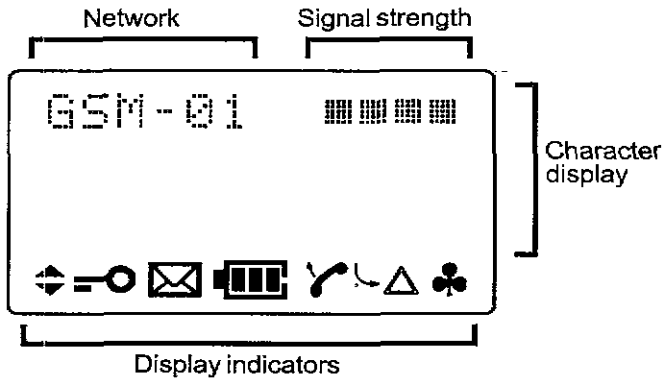 Network Signal strength
GSM-01
Character
display
Display indicators